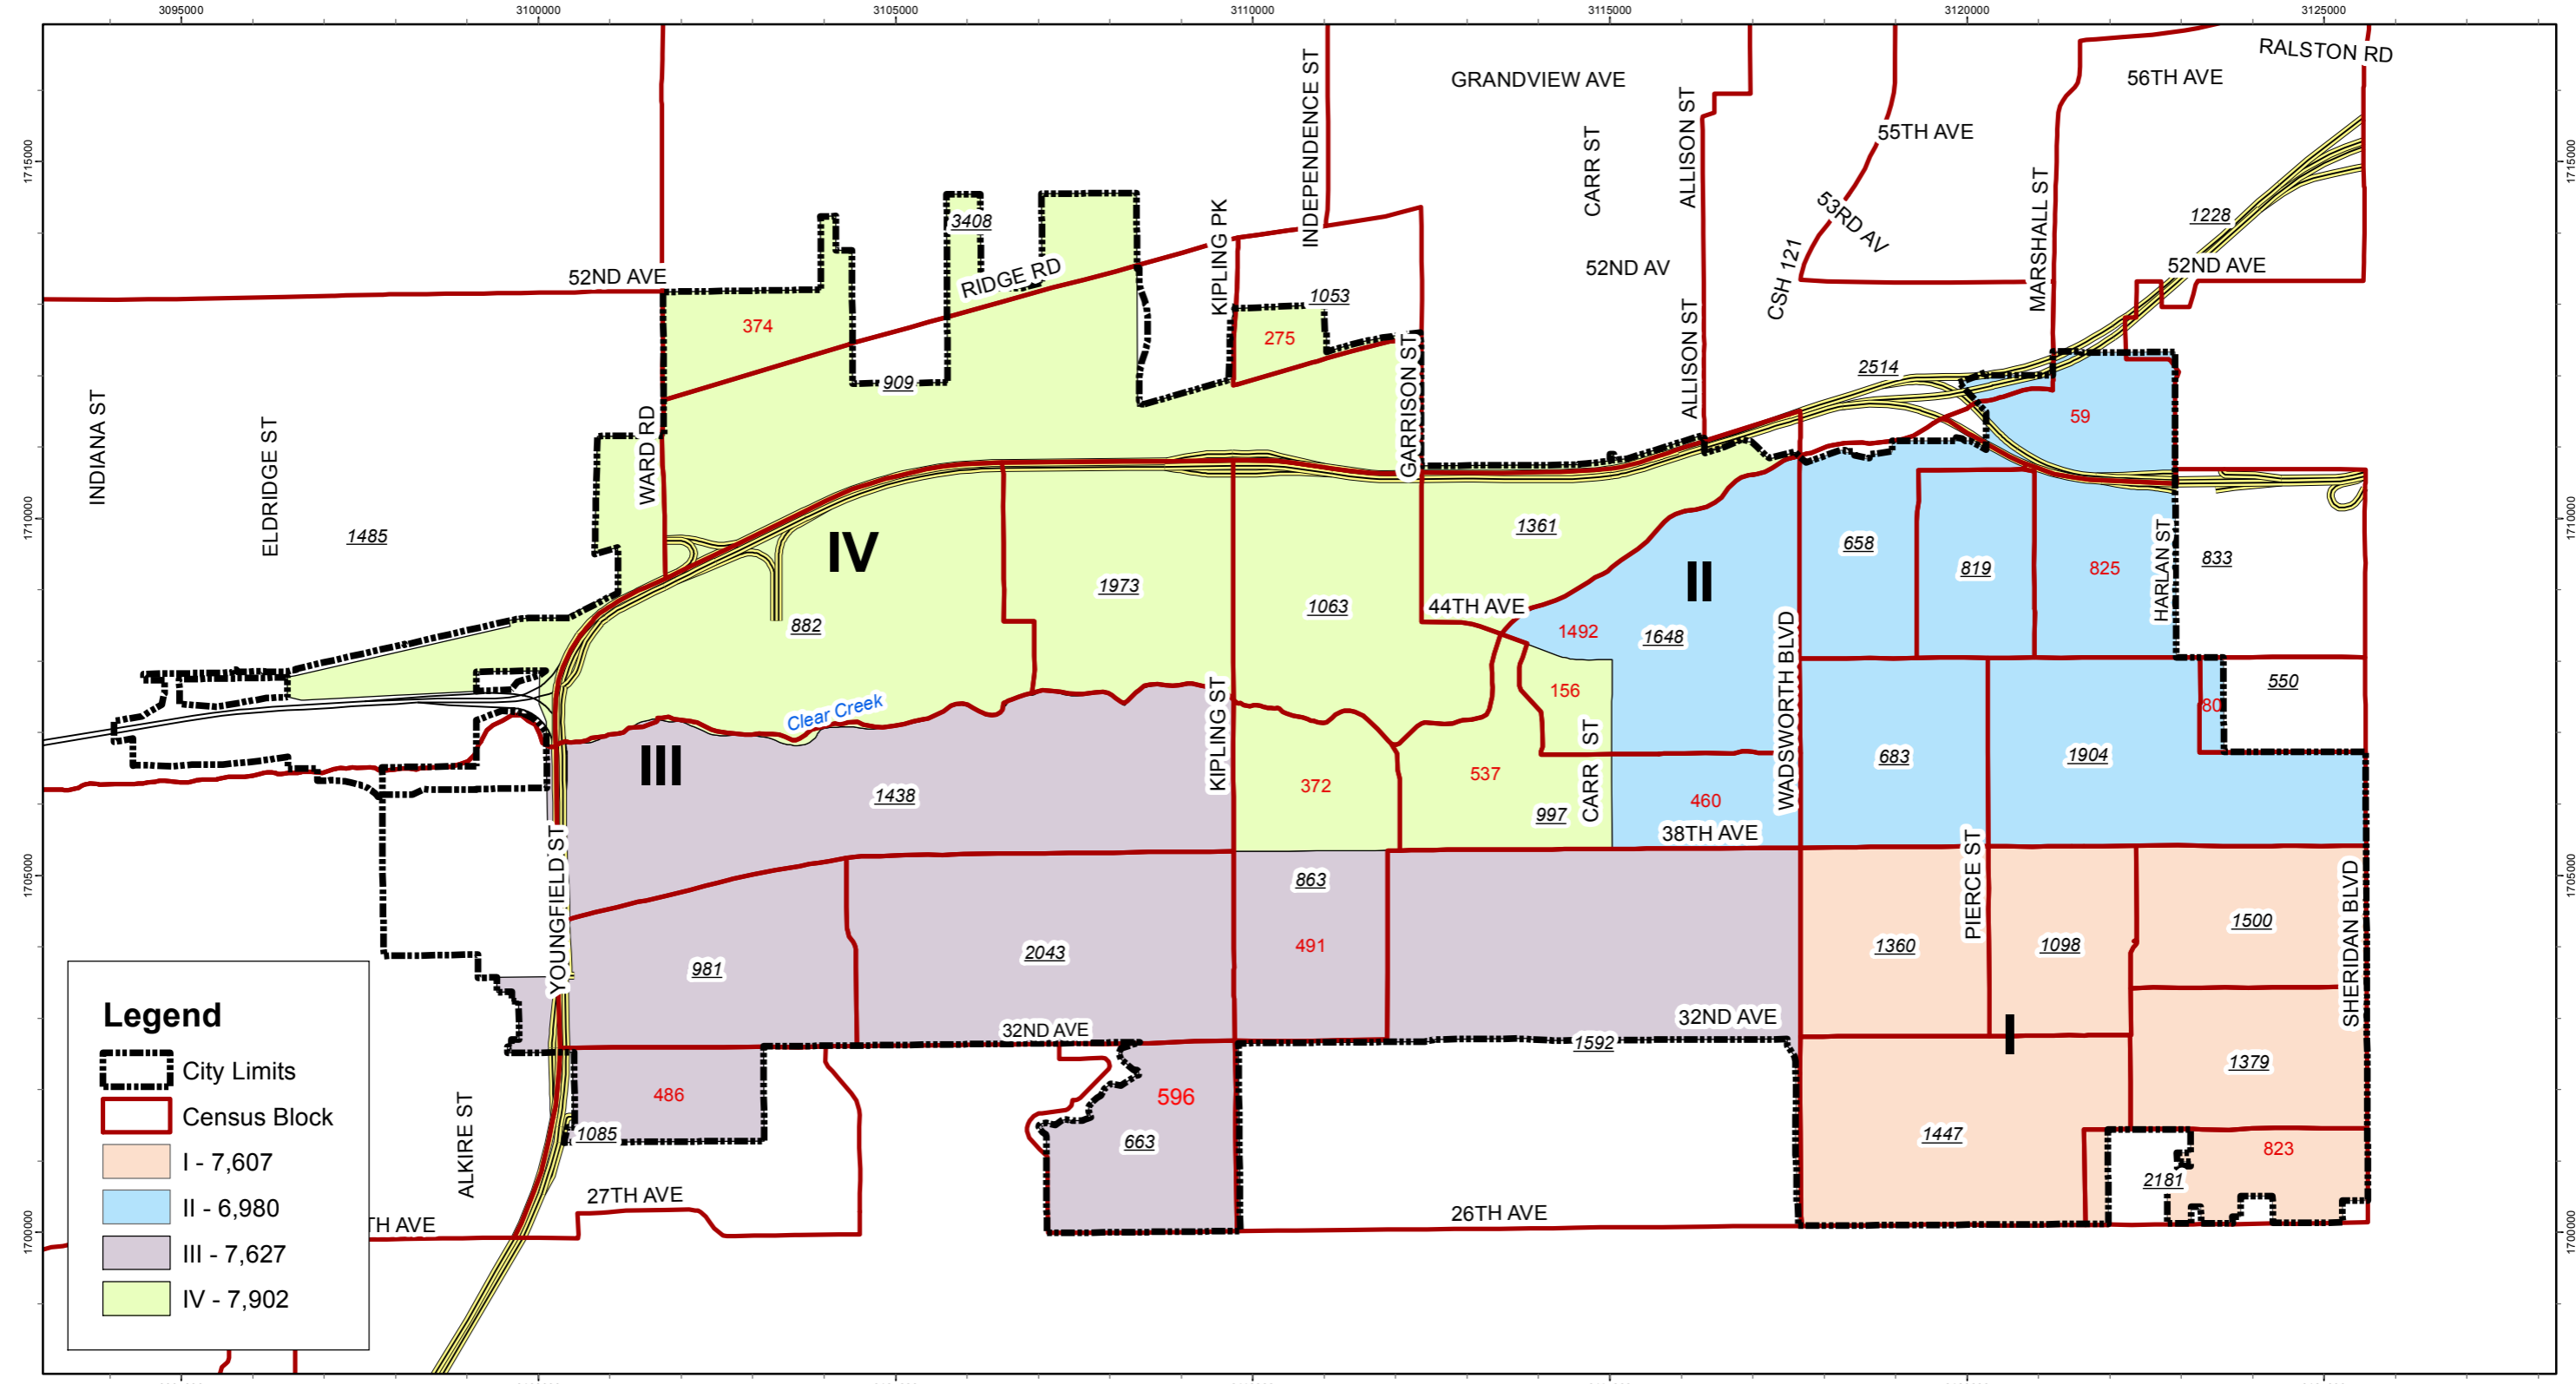 3095000
3100000
3105000
3110000
3115000
3120000
3125000
RALSTON RD
GRANDVIEW AVE
56TH AVE
INDEPENDENCE ST
ALLISON ST
CARR ST
55TH AVE
1715000
1715000
MARSHALL ST
53RD AV
KIPLING PK
3408
1228
CSH 121
52ND AVE
RIDGE RD
52ND AV
52ND AVE
1053
374
275
ALLISON ST
909
2514
GARRISON ST
59
INDIANA ST
ELDRIDGE ST
WARD RD
1485
1710000
1710000
IV
1361
658
819
825
HARLAN ST
833
1973
II
882
1063
44TH AVE
1492
1648
WADSWORTH BLVD
156
550
80
Clear Creek
KIPLING ST
III
CARR ST
683
1904
1438
372
537
460
997
38TH AVE
1705000
1705000
YOUNGFIELD ST
863
PIERCE ST
SHERIDAN BLVD
1500
491
1360
1098
981
2043
32ND AVE
32ND AVE
1592
I
1379
486
596
ALKIRE ST
1085
663
1447
823
2181
27TH AVE
26TH AVE
TH AVE
1700000
1700000
Legend
City Limits
Census Block
I - 7,607
II - 6,980
III - 7,627
IV - 7,902